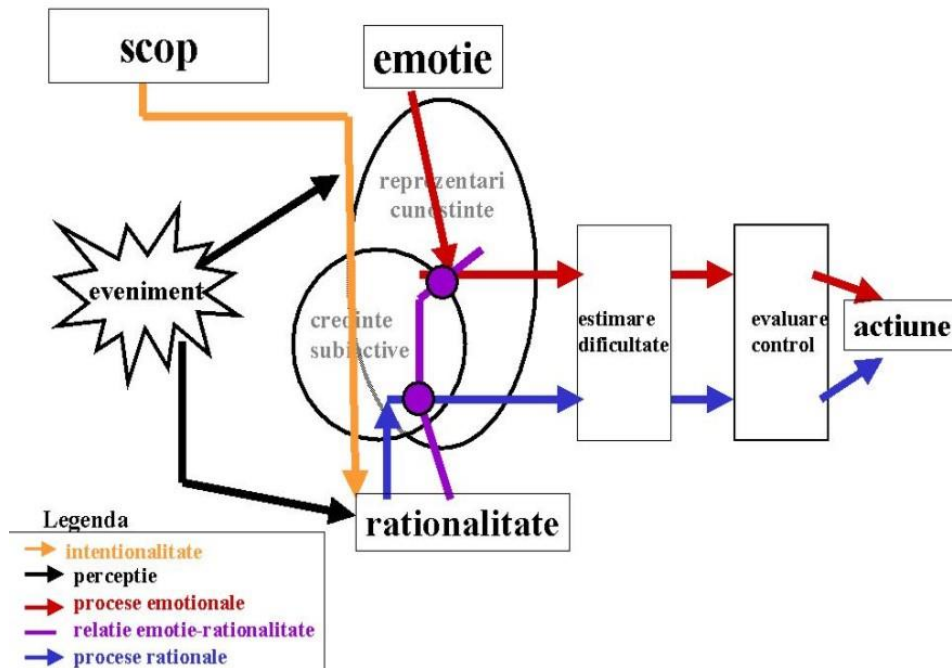 scop
emotie
reprezentari
cunostinte
eveniment
credinte
subiective
estimare
dificultate
evaluare
control
actiune
rationalitate
Legenda
intentionalitate
perceptie
procese emotionale
relatie emotie-rationalitate
procese rationale